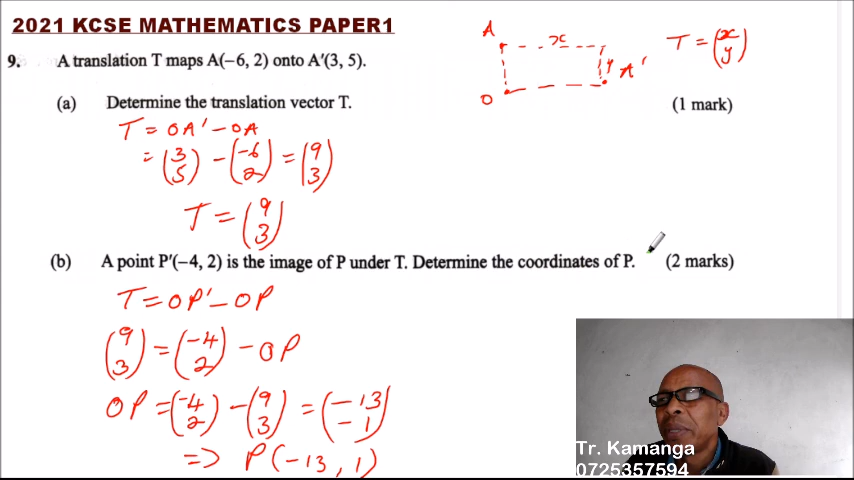 2021 KCSE MATHEMATICS PAPER1
9. A translation T maps A(−6, 2) onto A′(3, 5).
A x
y A'
O
T = (x y)
(a) Determine the translation vector T. (1 mark)
T = OA' − OA
= (3 5) − (−6 2) = (9 3)
T = (9 3)
(b) A point P′(−4, 2) is the image of P under T. Determine the coordinates of P. (2 marks)
T = OP' − OP
(9 3) = (−4 2) − OP
OP = (−4 2) − (9 3) = (−13 −1)
=> P(−13, 1)
Tr. Kamanga
0725357594